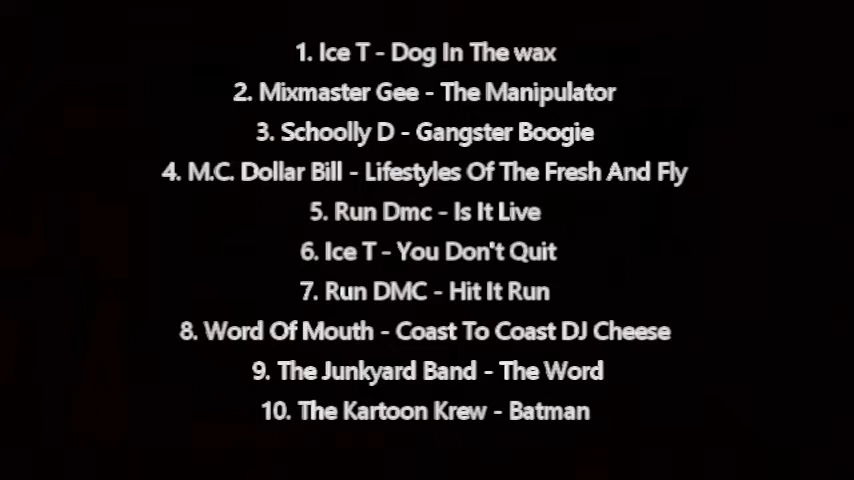 1. Ice T - Dog In The wax
2. Mixmaster Gee - The Manipulator
3. Schoolly D - Gangster Boogie
4. M.C. Dollar Bill - Lifestyles Of The Fresh And Fly
5. Run Dmc - Is It Live
6. Ice T - You Don't Quit
7. Run DMC - Hit It Run
8. Word Of Mouth - Coast To Coast DJ Cheese
9. The Junkyard Band - The Word
10. The Kartoon Krew - Batman